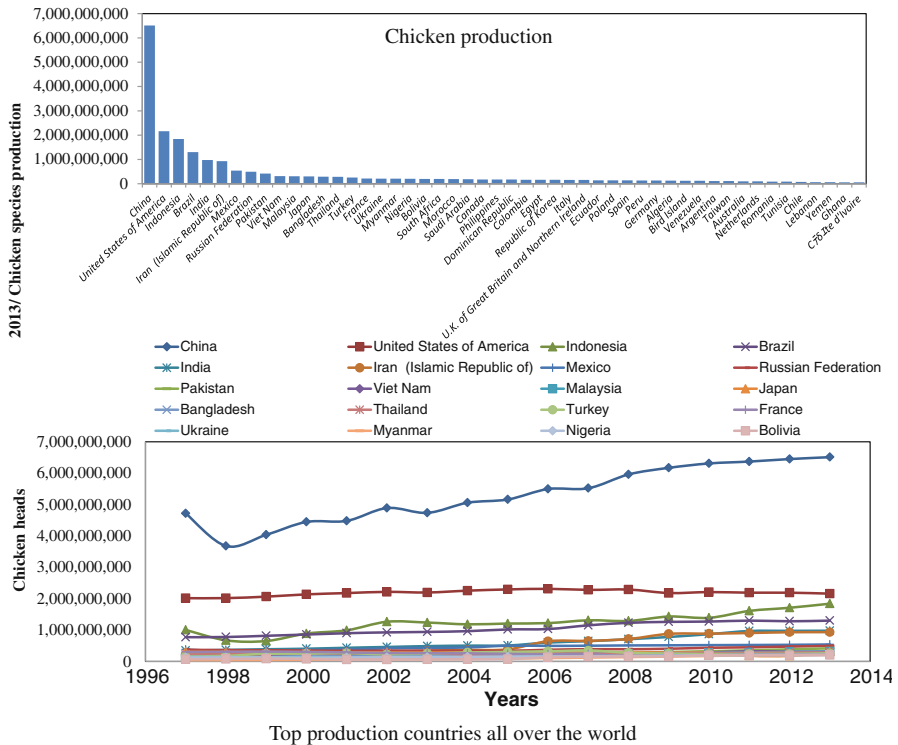 Chicken production
2013/ Chicken species production
7,000,000,000
6,000,000,000
5,000,000,000
4,000,000,000
3,000,000,000
2,000,000,000
1,000,000,000
0
China
United States of America
Indonesia
Brazil
India
Iran (Islamic Republic of)
Mexico
Russian Federation
Pakistan
Viet Nam
Malaysia
Japan
Bangladesh
Thailand
Turkey
France
Ukraine
Myanmar
Nigeria
Bolivia
South Africa
Morocco
Saudi Arabia
Canada
Philippines
Dominican Republic
Colombia
Egypt
Republic of Korea
Italy
U.K. of Great Britain and Northern Ireland
Ecuador
Poland
Spain
Peru
Germany
Algeria
Bird Island
Venezuela
Argentina
Taiwan
Australia
Netherlands
Romania
Tunisia
Chile
Lebanon
Yemen
Ghana
China United States of America Indonesia Brazil
India Iran (Islamic Republic of) Mexico Russian Federation
Pakistan Viet Nam Malaysia Japan
Bangladesh Thailand Turkey France
Ukraine Myanmar Nigeria Bolivia
Chicken heads
7,000,000,000
6,000,000,000
5,000,000,000
4,000,000,000
3,000,000,000
2,000,000,000
1,000,000,000
0
1996 1998 2000 2002 2004 2006 2008 2010 2012 2014
Years
Top production countries all over the world